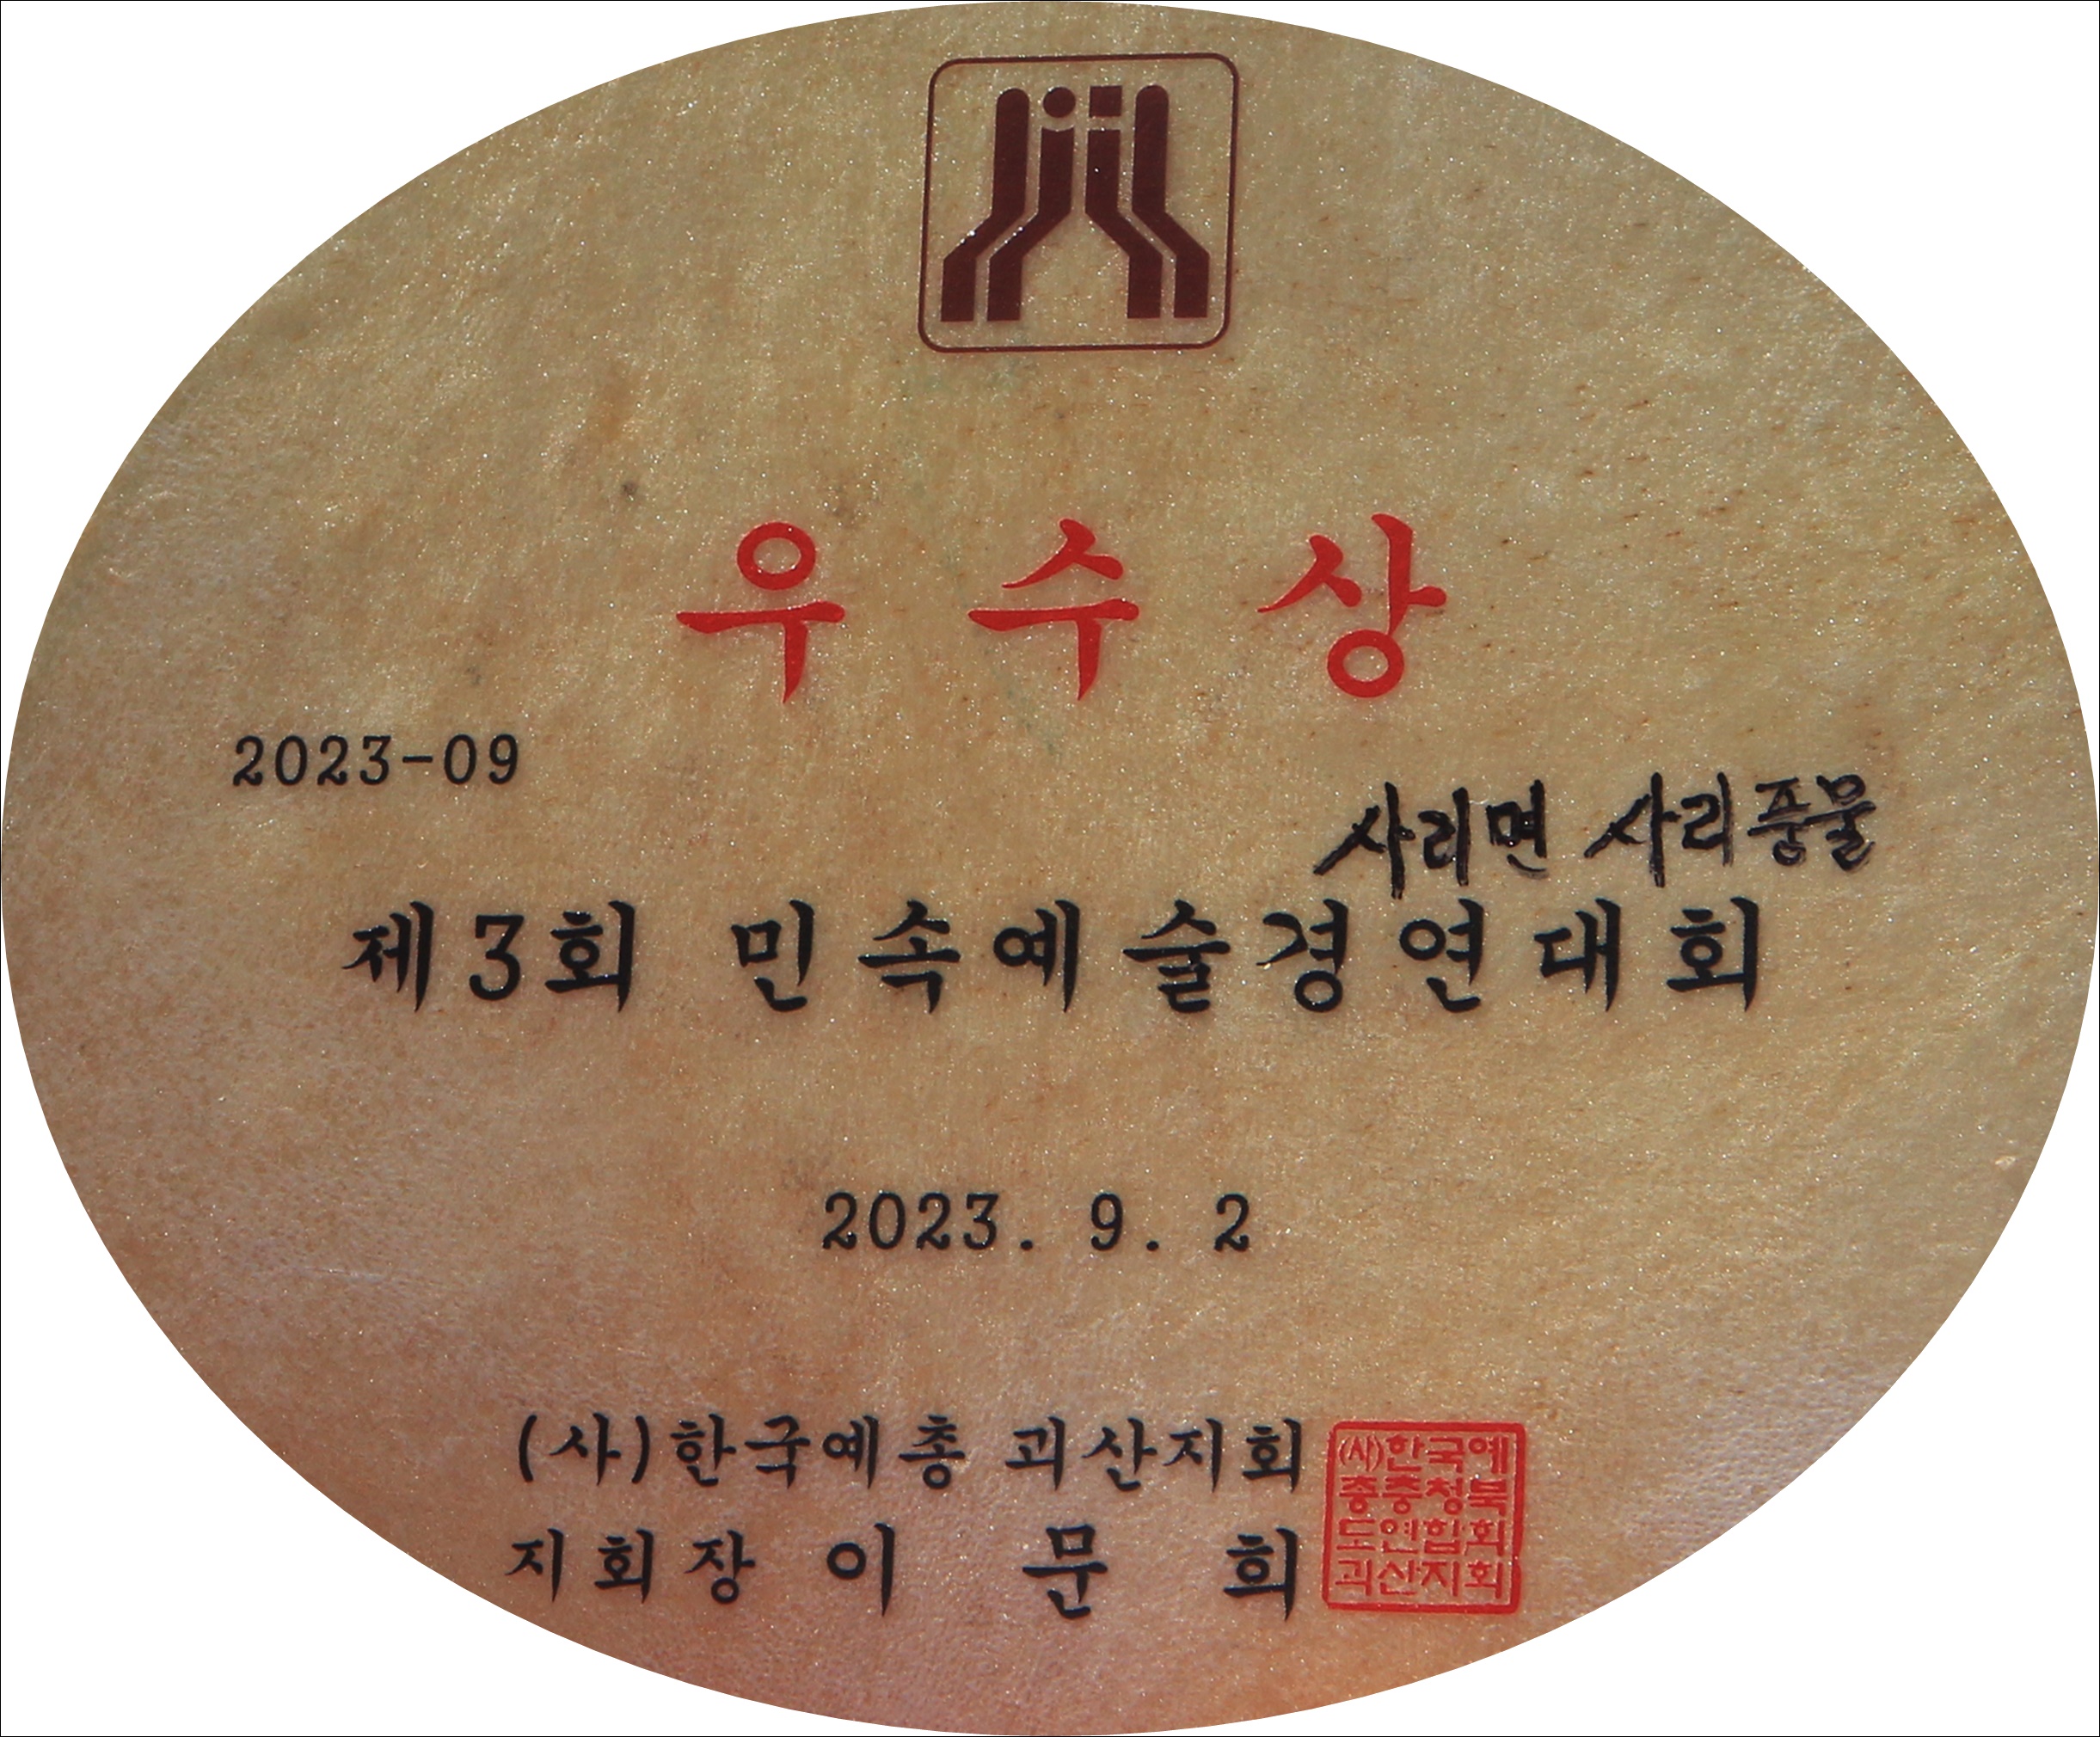 우 수 상
2023-09
사리면 사리풍물
제3회 민속예술경연대회
2023. 9. 2
(사)한국예총 괴산지회
지회장 이 문 희
(사)한국예
총충청북
도연합회
괴산지회